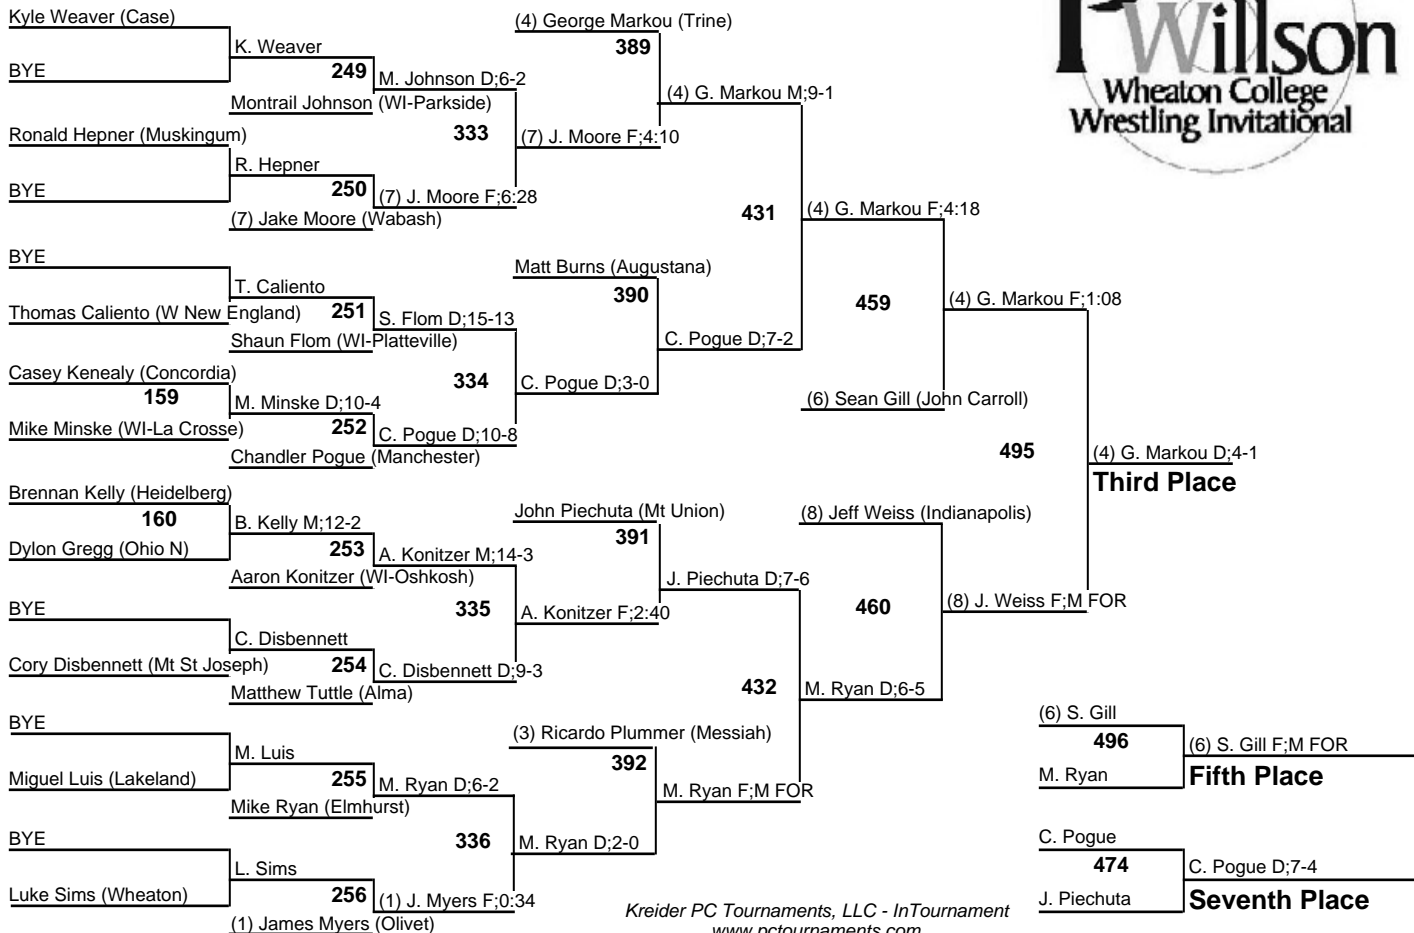 Kyle Weaver (Case)
BYE
K. Weaver
249
Montrail Johnson (WI-Parkside)
M. Johnson D;6-2
Ronald Hepner (Muskingum)
BYE
R. Hepner
250
(7) Jake Moore (Wabash)
(7) J. Moore F;6:28
333
(7) J. Moore F;4:10
(4) George Markou (Trine)
389
(4) G. Markou M;9-1
BYE
Thomas Caliento (W New England)
T. Caliento
251
Shaun Flom (WI-Platteville)
S. Flom D;15-13
Casey Kenealy (Concordia)
159
Mike Minske (WI-La Crosse)
M. Minske D;10-4
252
Chandler Pogue (Manchester)
C. Pogue D;10-8
334
C. Pogue D;3-0
Matt Burns (Augustana)
390
C. Pogue D;7-2
431
(4) G. Markou F;4:18
459
(6) Sean Gill (John Carroll)
(4) G. Markou F;1:08
Brennan Kelly (Heidelberg)
160
Dylon Gregg (Ohio N)
B. Kelly M;12-2
253
Aaron Konitzer (WI-Oshkosh)
A. Konitzer M;14-3
BYE
Cory Disbennett (Mt St Joseph)
C. Disbennett
254
Matthew Tuttle (Alma)
C. Disbennett D;9-3
335
A. Konitzer F;2:40
John Piechuta (Mt Union)
391
J. Piechuta D;7-6
BYE
Miguel Luis (Lakeland)
M. Luis
255
Mike Ryan (Elmhurst)
M. Ryan D;6-2
BYE
Luke Sims (Wheaton)
L. Sims
256
(1) James Myers (Olivet)
(1) J. Myers F;0:34
336
M. Ryan D;2-0
(3) Ricardo Plummer (Messiah)
392
M. Ryan F;M FOR
432
M. Ryan D;6-5
(8) Jeff Weiss (Indianapolis)
460
(8) J. Weiss F;M FOR
495
(4) G. Markou D;4-1
Third Place
(6) S. Gill
496
M. Ryan
(6) S. Gill F;M FOR
Fifth Place
C. Pogue
474
J. Piechuta
C. Pogue D;7-4
Seventh Place
Willson
Wheaton College
Wrestling Invitational
Kreider PC Tournaments, LLC - InTournament
www.pctournaments.com